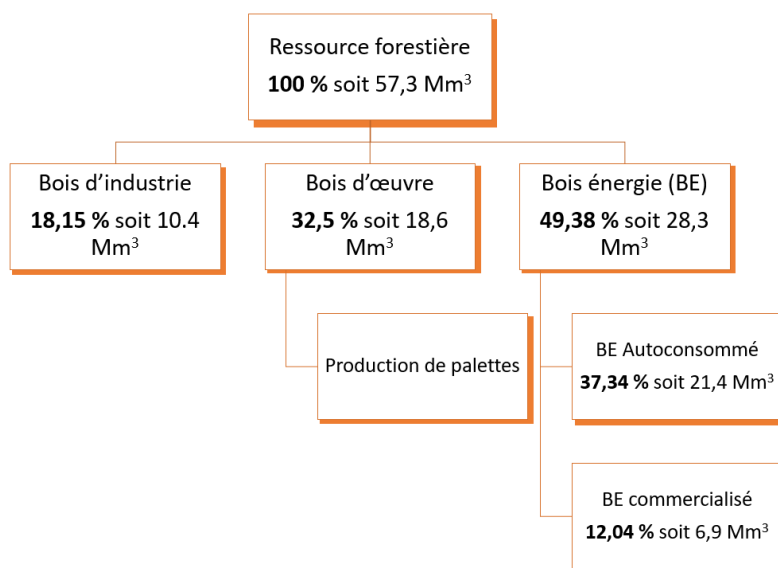 Ressource forestière
100 % soit 57,3 Mm³
Bois d’industrie
18,15 % soit 10.4
Mm³
Bois d’œuvre
32,5 % soit 18,6
Mm³
Bois énergie (BE)
49,38 % soit 28,3
Mm³
Production de palettes
BE Autoconsommé
37,34 % soit 21,4 Mm³
BE commercialisé
12,04 % soit 6,9 Mm³